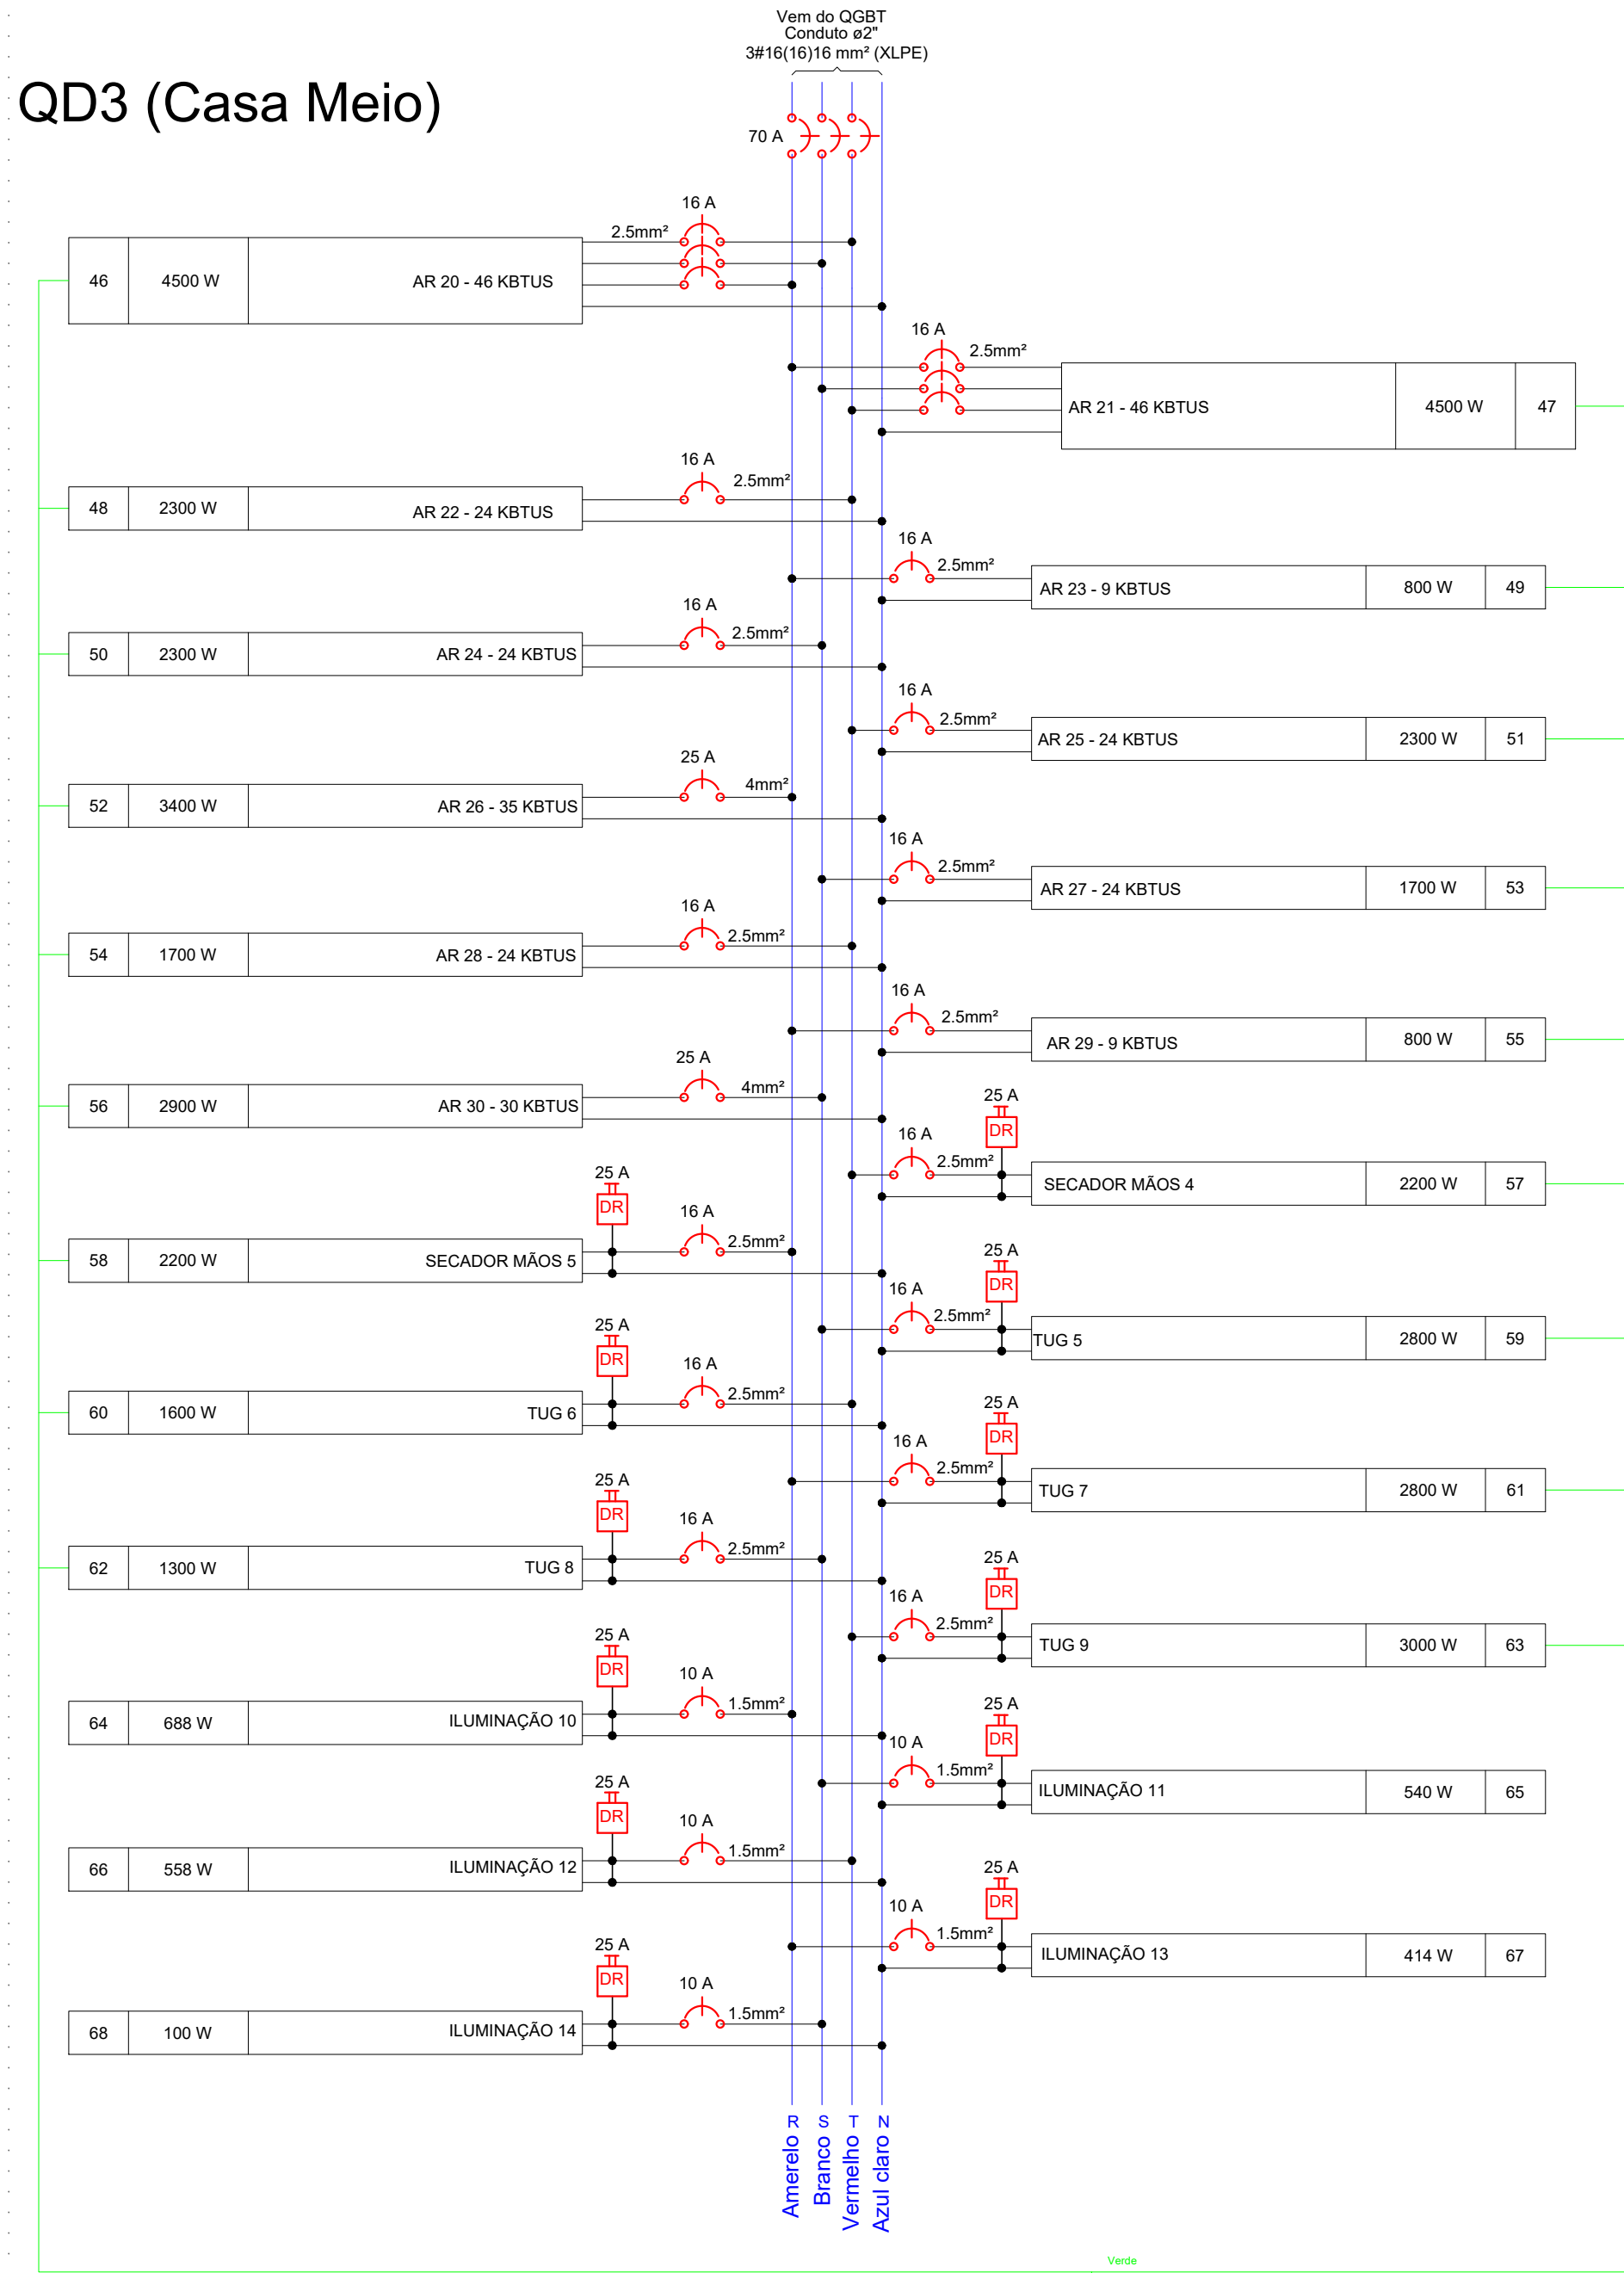 Vem do QGBT
Conduto ø2"
3#16(16)16 mm² (XLPE)
QD3 (Casa Meio)
70 A
16 A
2.5mm²
46 4500 W AR 20 - 46 KBTUS
16 A
2.5mm²
AR 21 - 46 KBTUS 4500 W 47
16 A
2.5mm²
48 2300 W AR 22 - 24 KBTUS
16 A
2.5mm²
AR 23 - 9 KBTUS 800 W 49
16 A
2.5mm²
50 2300 W AR 24 - 24 KBTUS
16 A
2.5mm²
AR 25 - 24 KBTUS 2300 W 51
25 A
4mm²
52 3400 W AR 26 - 35 KBTUS
16 A
2.5mm²
AR 27 - 24 KBTUS 1700 W 53
16 A
2.5mm²
54 1700 W AR 28 - 24 KBTUS
16 A
2.5mm²
AR 29 - 9 KBTUS 800 W 55
25 A
4mm²
56 2900 W AR 30 - 30 KBTUS
25 A
DR
16 A
2.5mm²
SECADOR MÃOS 4 2200 W 57
25 A
DR
16 A
2.5mm²
58 2200 W SECADOR MÃOS 5
25 A
DR
16 A
2.5mm²
TUG 5 2800 W 59
25 A
DR
16 A
2.5mm²
60 1600 W TUG 6
25 A
DR
16 A
2.5mm²
TUG 7 2800 W 61
25 A
DR
16 A
2.5mm²
62 1300 W TUG 8
25 A
DR
16 A
2.5mm²
TUG 9 3000 W 63
25 A
DR
10 A
1.5mm²
64 688 W ILUMINAÇÃO 10
25 A
DR
10 A
1.5mm²
ILUMINAÇÃO 11 540 W 65
25 A
DR
10 A
1.5mm²
66 558 W ILUMINAÇÃO 12
25 A
DR
10 A
1.5mm²
ILUMINAÇÃO 13 414 W 67
25 A
DR
10 A
1.5mm²
68 100 W ILUMINAÇÃO 14
R S T N
Amerelo
Branco
Vermelho
Azul claro
Verde